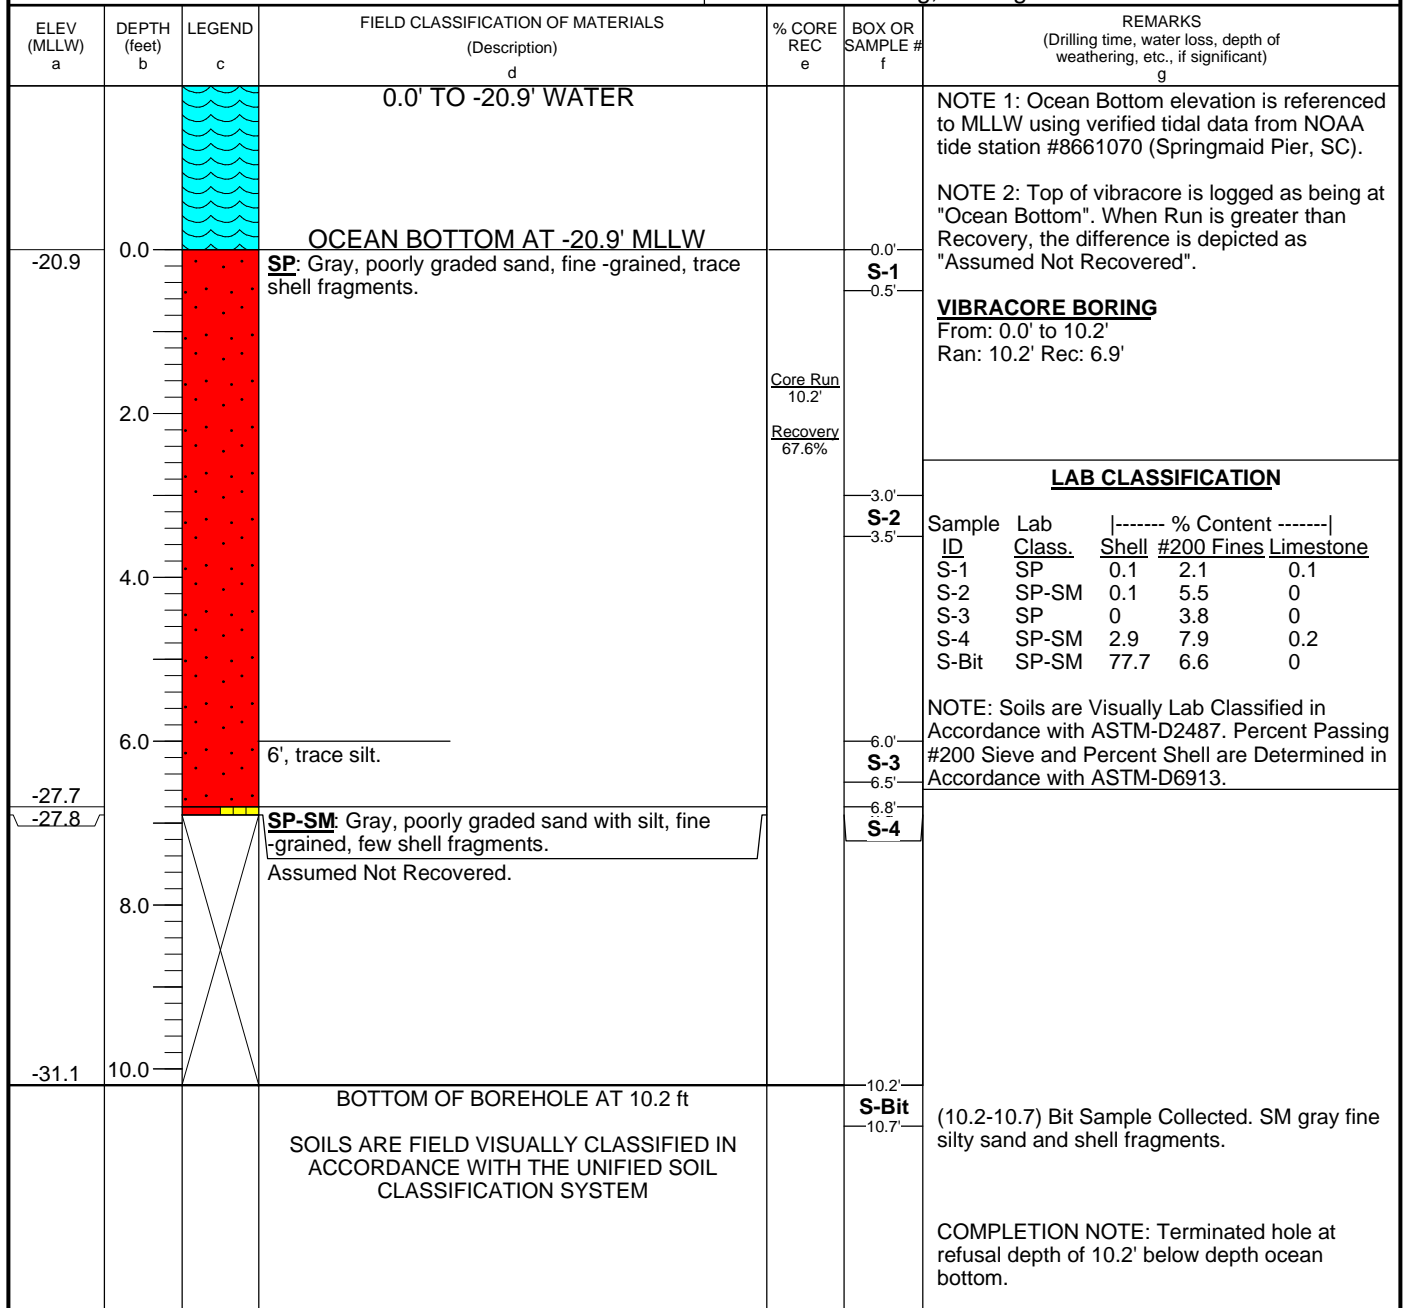 ELEV (MLLW) a
DEPTH (feet) b
LEGEND c
FIELD CLASSIFICATION OF MATERIALS
(Description)
d
% CORE REC e
BOX OR SAMPLE # f
REMARKS
(Drilling time, water loss, depth of
weathering, etc., if significant)
g
0.0' TO -20.9' WATER
OCEAN BOTTOM AT -20.9' MLLW
-20.9
0.0
SP: Gray, poorly graded sand, fine -grained, trace
shell fragments.
2.0
4.0
6.0
6', trace silt.
-27.7
-27.8
SP-SM: Gray, poorly graded sand with silt, fine
-grained, few shell fragments.
Assumed Not Recovered.
8.0
10.0
-31.1
BOTTOM OF BOREHOLE AT 10.2 ft
SOILS ARE FIELD VISUALLY CLASSIFIED IN
ACCORDANCE WITH THE UNIFIED SOIL
CLASSIFICATION SYSTEM
Core Run
10.2'
Recovery
67.6%
0.0'
S-1
0.5'
3.0'
S-2
3.5'
6.0'
S-3
6.5'
6.8'
S-4
10.2'
S-Bit
10.7'
NOTE 1: Ocean Bottom elevation is referenced
to MLLW using verified tidal data from NOAA
tide station #8661070 (Springmaid Pier, SC).
NOTE 2: Top of vibracore is logged as being at
"Ocean Bottom". When Run is greater than
Recovery, the difference is depicted as
"Assumed Not Recovered".
VIBRACORE BORING
From: 0.0' to 10.2'
Ran: 10.2' Rec: 6.9'
LAB CLASSIFICATION
Sample Lab |------- % Content -------|
ID Class. Shell #200 Fines Limestone
S-1 SP 0.1 2.1 0.1
S-2 SP-SM 0.1 5.5 0
S-3 SP 0 3.8 0
S-4 SP-SM 2.9 7.9 0.2
S-Bit SP-SM 77.7 6.6 0
NOTE: Soils are Visually Lab Classified in
Accordance with ASTM-D2487. Percent Passing
#200 Sieve and Percent Shell are Determined in
Accordance with ASTM-D6913.
(10.2-10.7) Bit Sample Collected. SM gray fine
silty sand and shell fragments.
COMPLETION NOTE: Terminated hole at
refusal depth of 10.2' below depth ocean
bottom.